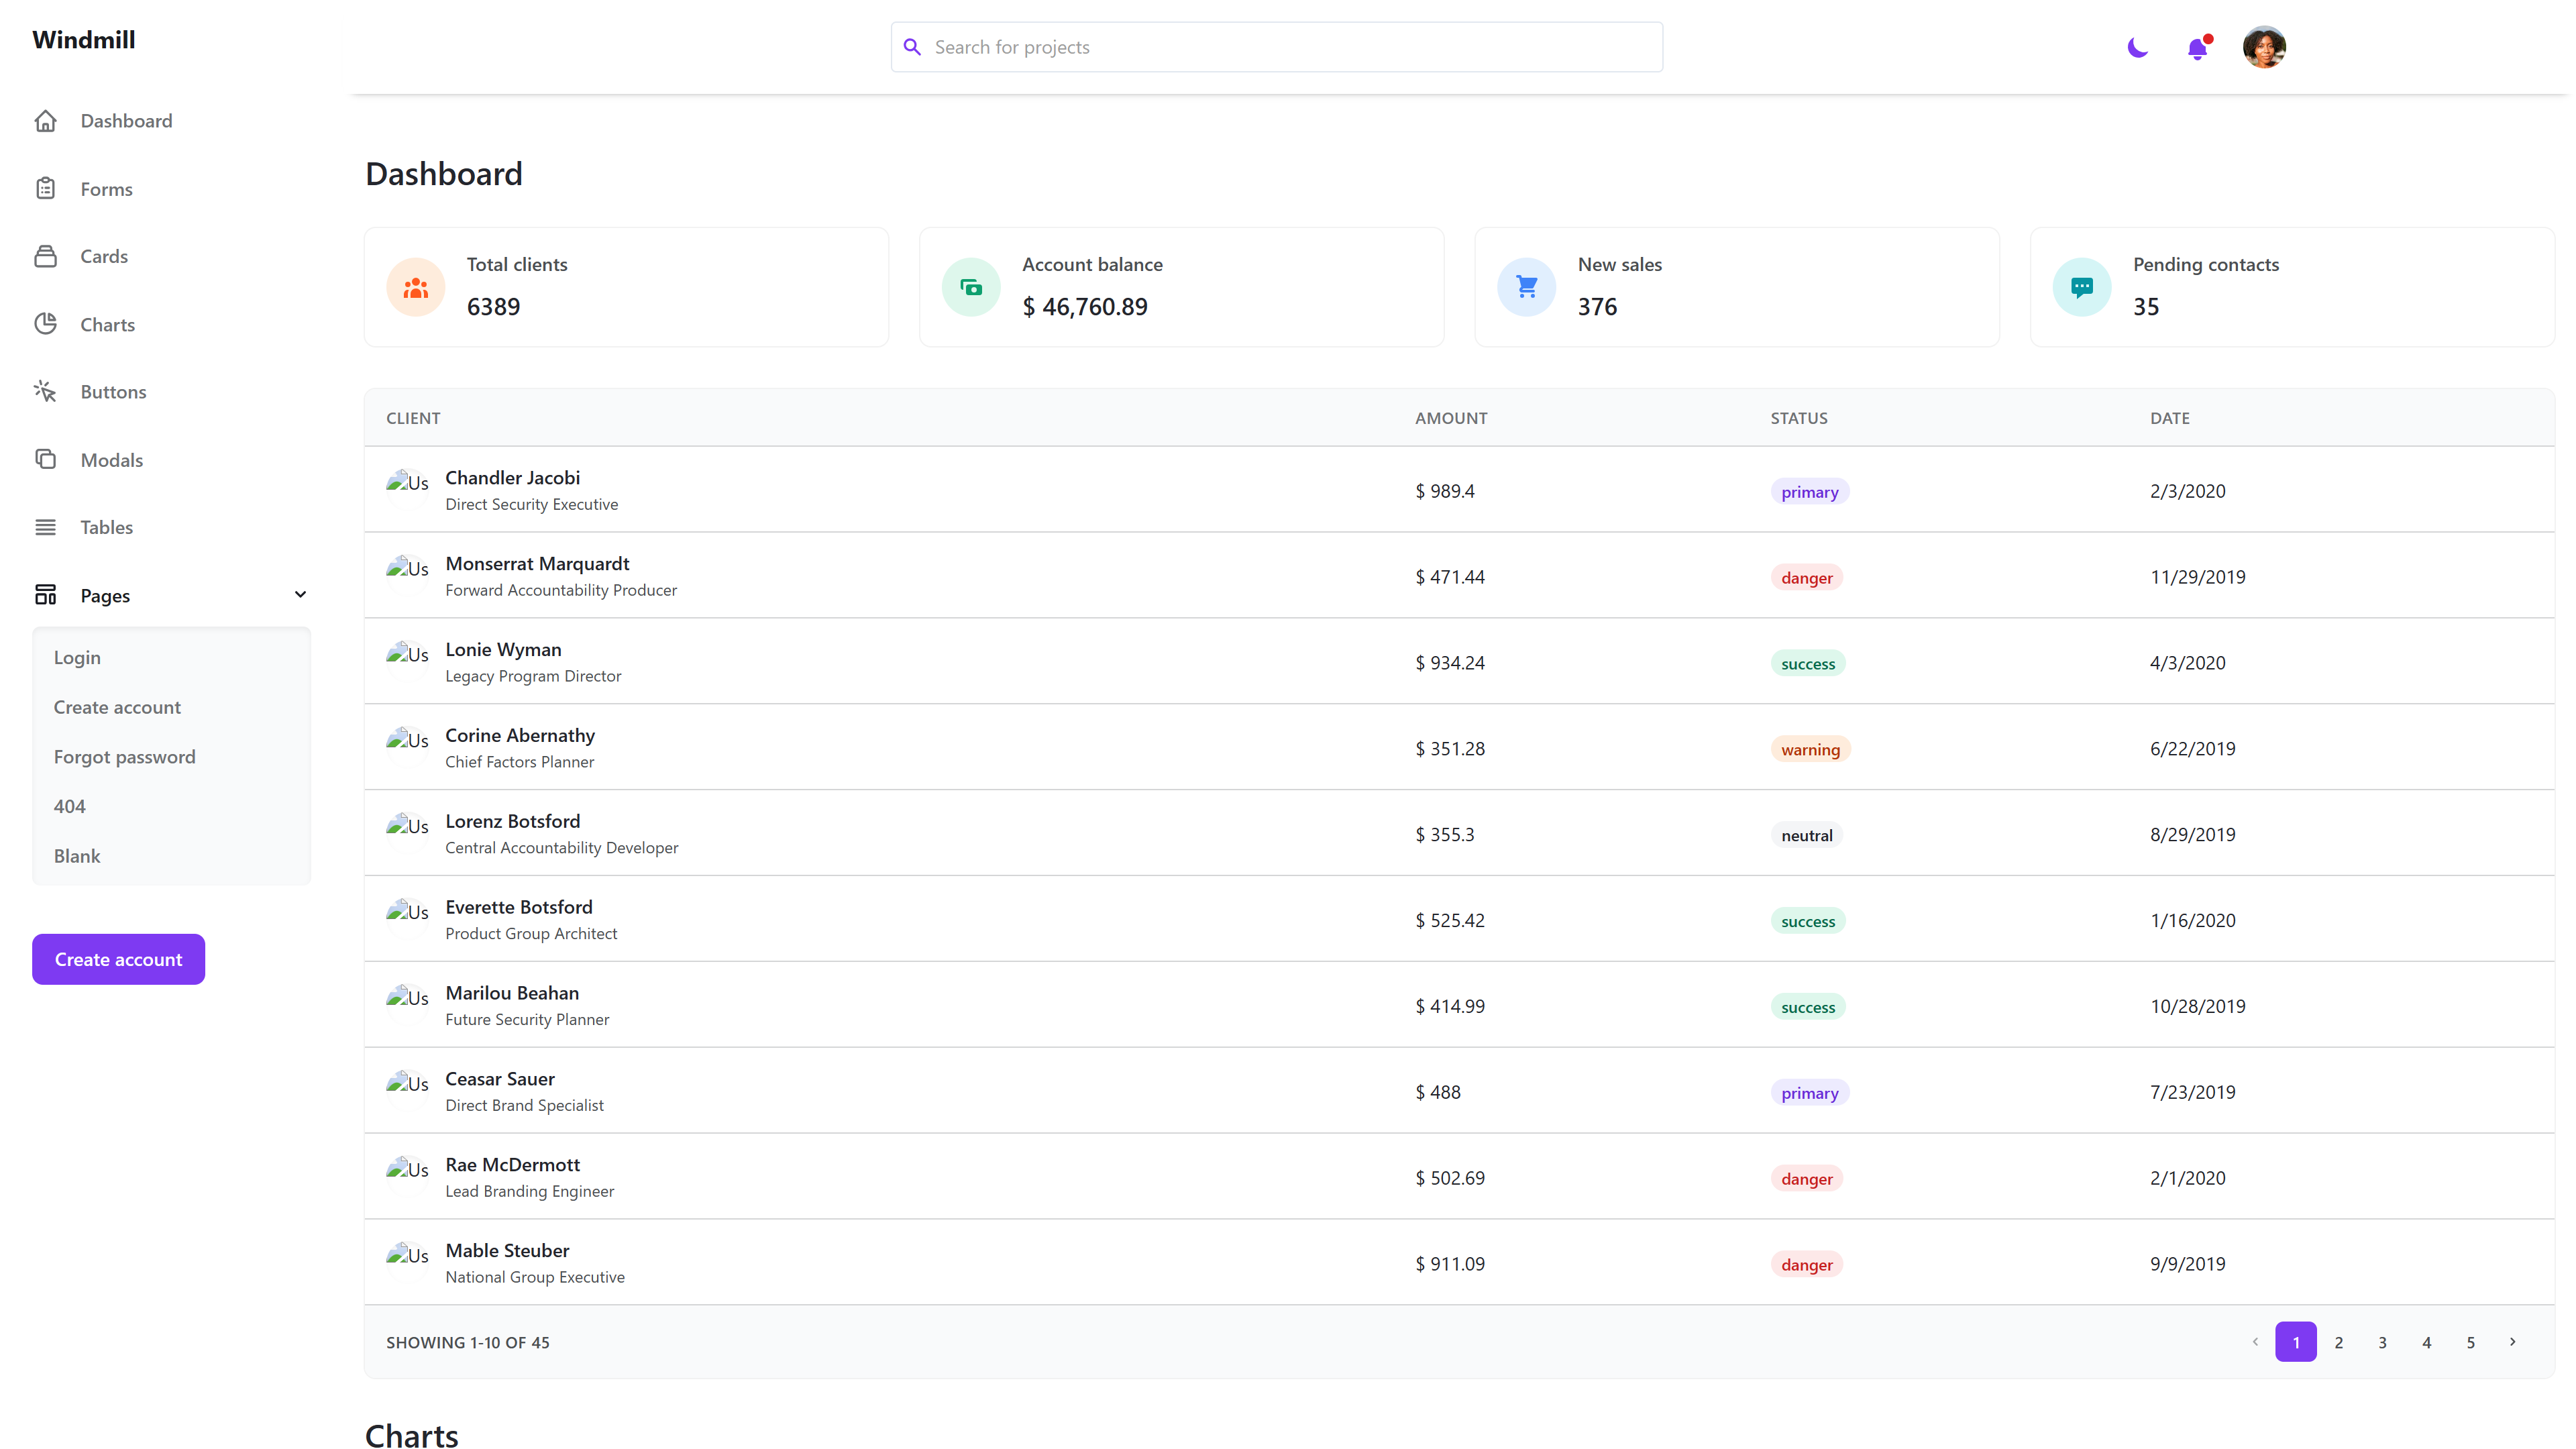 Windmill
Search for projects
Dashboard
Forms
Cards
Charts
Buttons
Modals
Tables
Pages
Login
Create account
Forgot password
404
Blank
Create account
Dashboard
Total clients
6389
Account balance
$ 46,760.89
New sales
376
Pending contacts
35
CLIENT AMOUNT STATUS DATE
Us Chandler Jacobi $ 989.4 primary 2/3/2020
Direct Security Executive
Us Monserrat Marquardt $ 471.44 danger 11/29/2019
Forward Accountability Producer
Us Lonie Wyman $ 934.24 success 4/3/2020
Legacy Program Director
Us Corine Abernathy $ 351.28 warning 6/22/2019
Chief Factors Planner
Us Lorenz Botsford $ 355.3 neutral 8/29/2019
Central Accountability Developer
Us Everette Botsford $ 525.42 success 1/16/2020
Product Group Architect
Us Marilou Beahan $ 414.99 success 10/28/2019
Future Security Planner
Us Ceasar Sauer $ 488 primary 7/23/2019
Direct Brand Specialist
Us Rae McDermott $ 502.69 danger 2/1/2020
Lead Branding Engineer
Us Mable Steuber $ 911.09 danger 9/9/2019
National Group Executive
SHOWING 1-10 OF 45 1 2 3 4 5
Charts